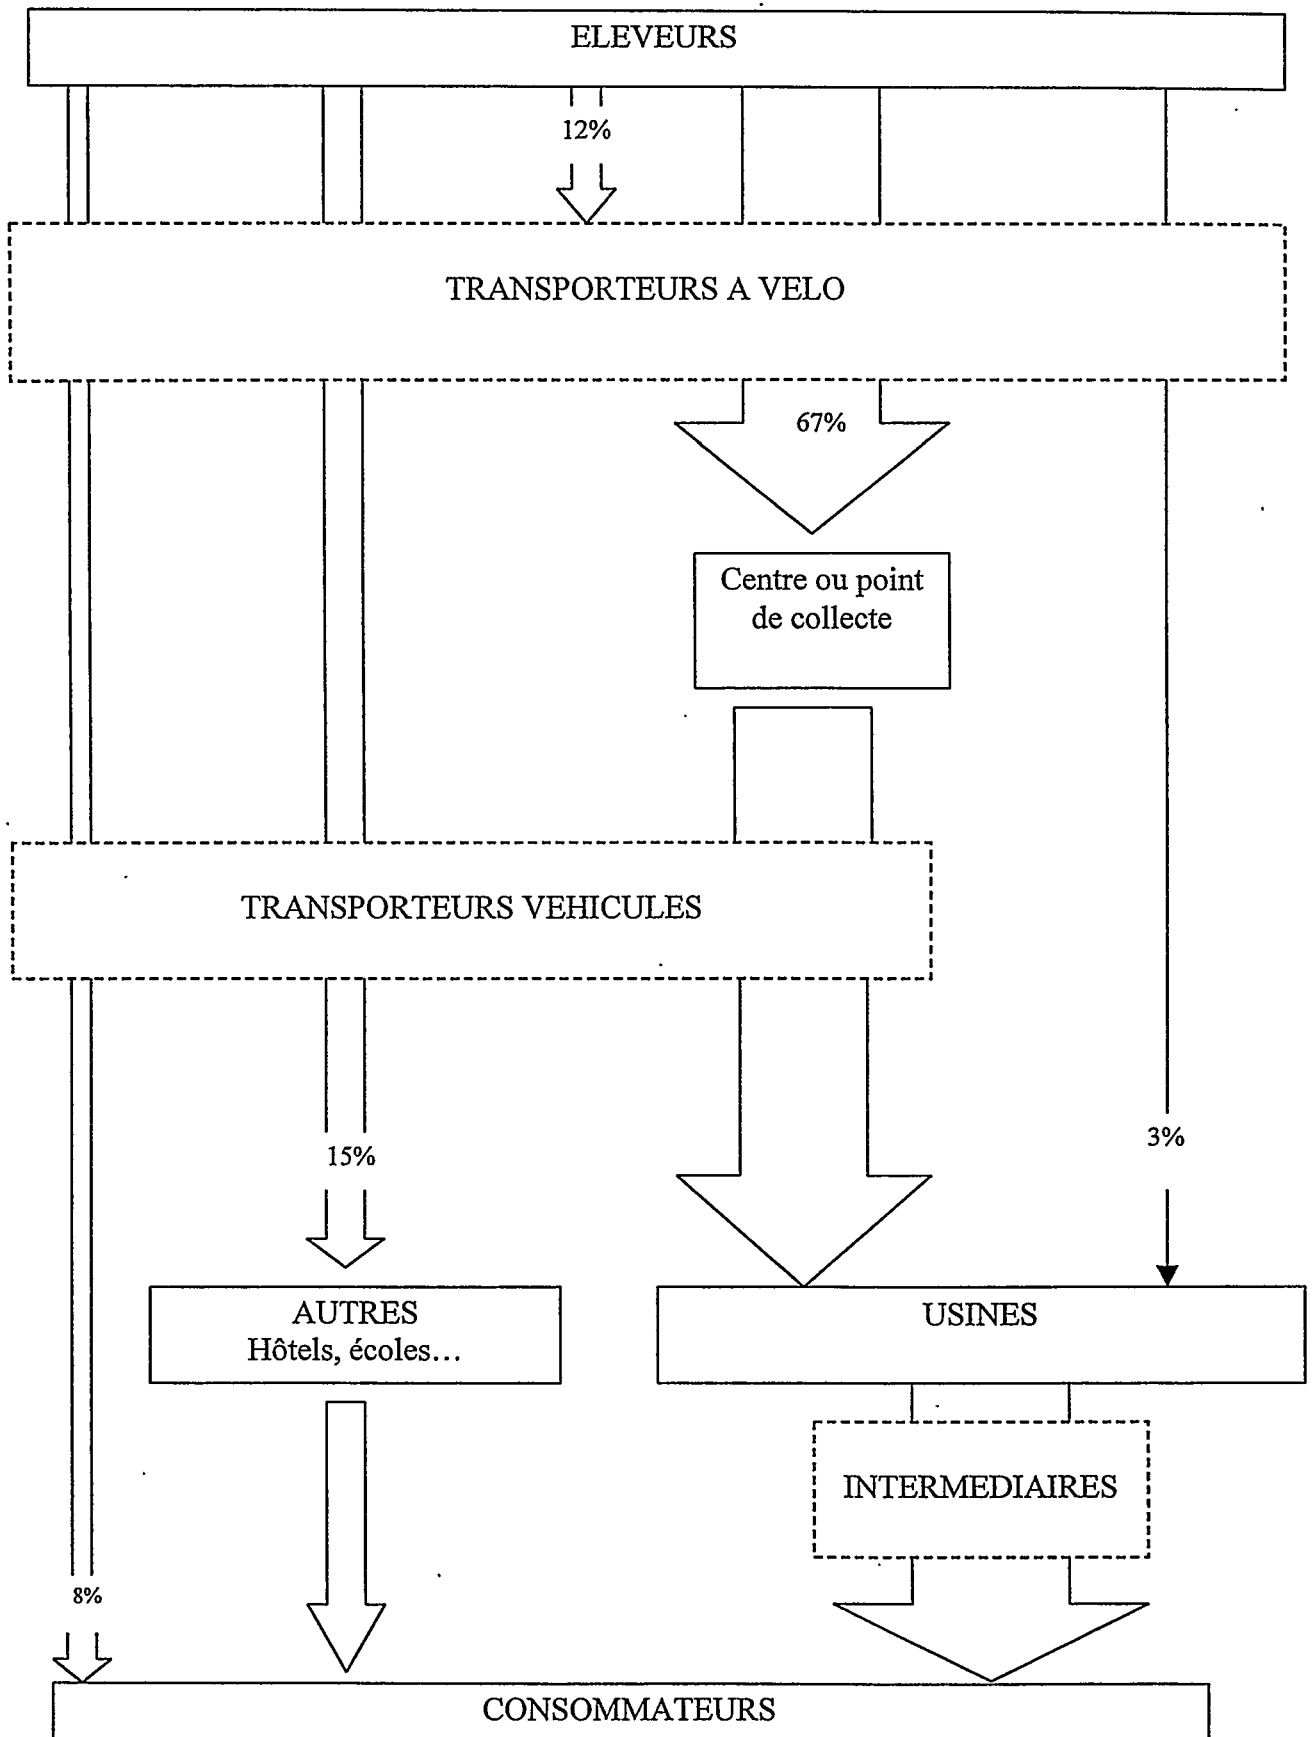 ELEVEURS
12%
TRANSPORTEURS A VELO
67%
Centre ou point
de collecte
TRANSPORTEURS VEHICULES
15%
3%
AUTRES
Hôtels, écoles...
USINES
INTERMEDIAIRES
8%
CONSOMMATEURS